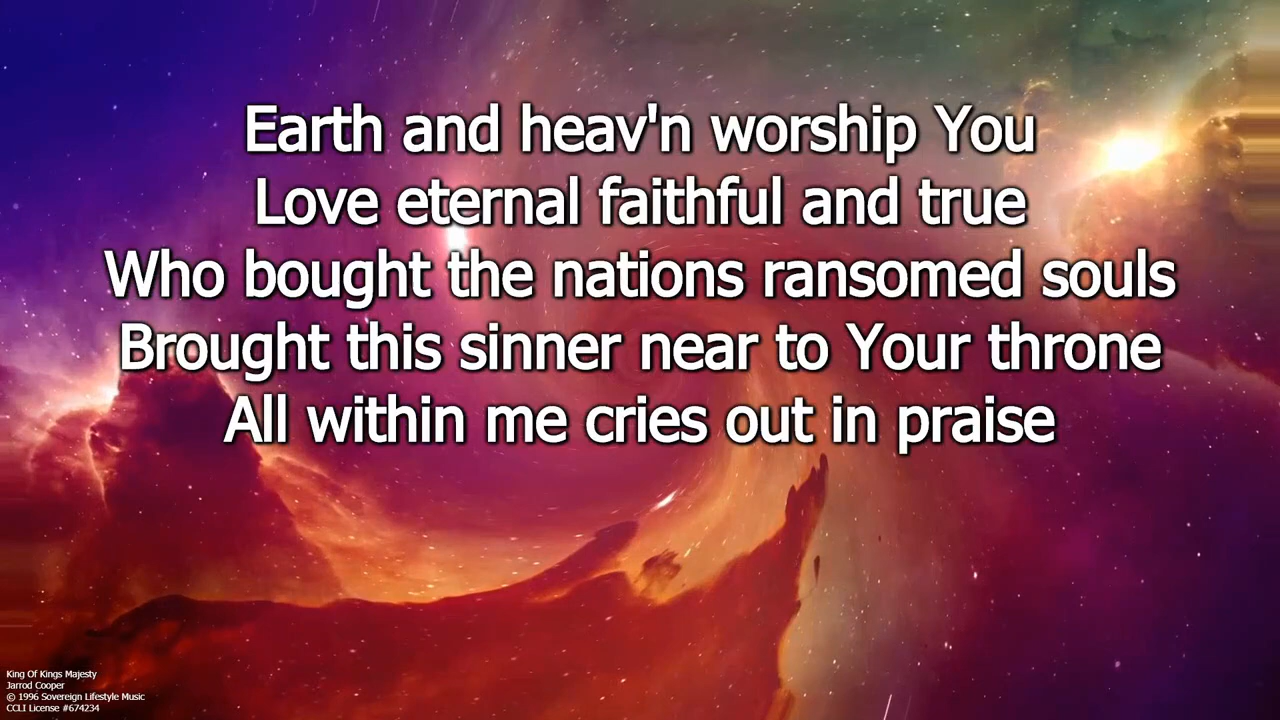 Earth and heav'n worship You
Love eternal faithful and true
Who bought the nations ransomed souls
Brought this sinner near to Your throne
All within me cries out in praise
King Of Kings Majesty
Jarrod Cooper
© 1996 Sovereign Lifestyle Music
CCLI License #674234